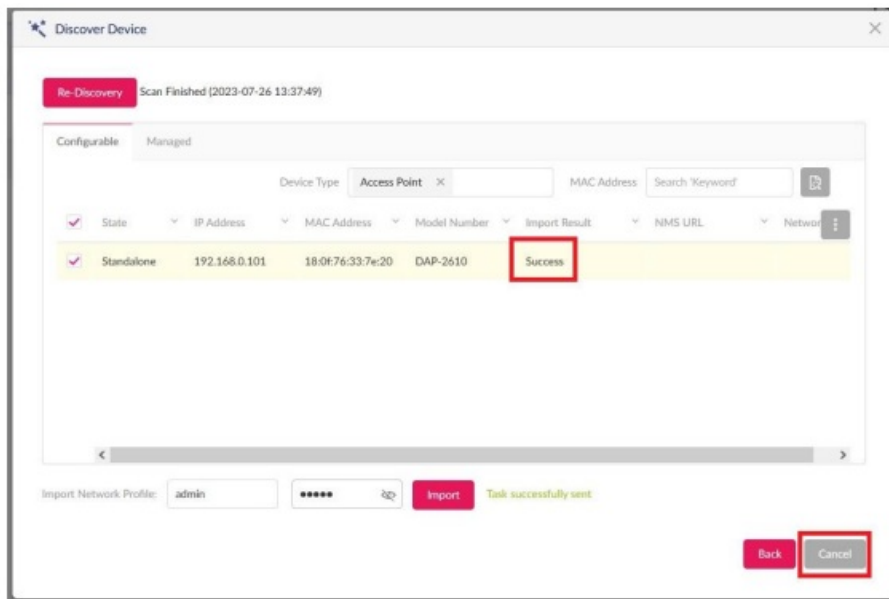 Discover Device
Re-Discovery Scan Finished (2023-07-26 13:37:49)
Configurable Managed
Device Type Access Point × MAC Address Search 'Keyword'
State IP Address MAC Address Model Number Import Result NMS URL Networ
Standalone 192.168.0.101 18:0f:76:33:7e:20 DAP-2610 Success
Import Network Profile: admin ••••• Import Task successfully sent
Back Cancel